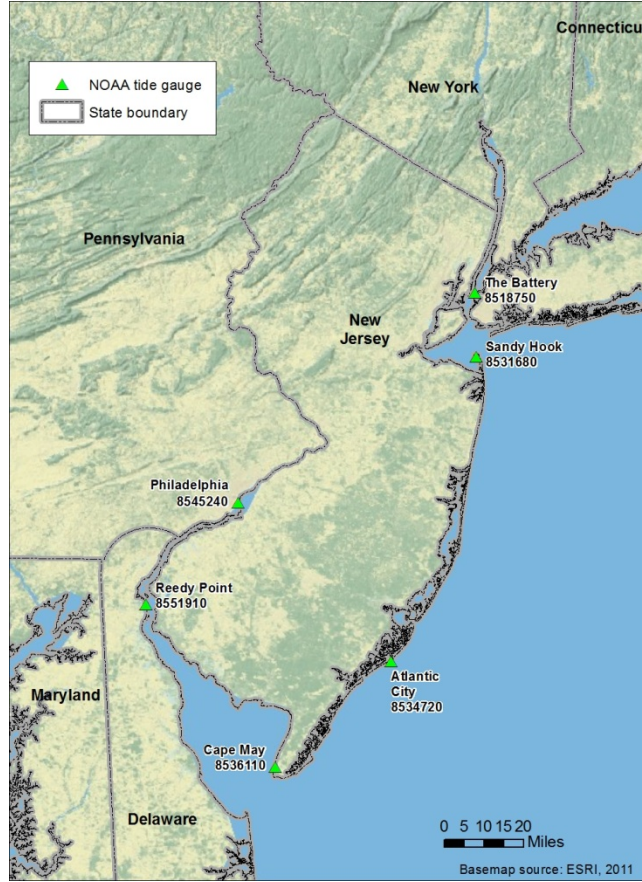 Connecticu
New York
NOAA tide gauge
State boundary
Pennsylvania
The Battery
8518750
New
Jersey
Sandy Hook
8531680
Philadelphia
8545240
Reedy Point
8551910
Maryland
Atlantic
City
8534720
Cape May
8536110
Delaware
0 5 10 15 20
Miles
Basemap source: ESRI, 2011